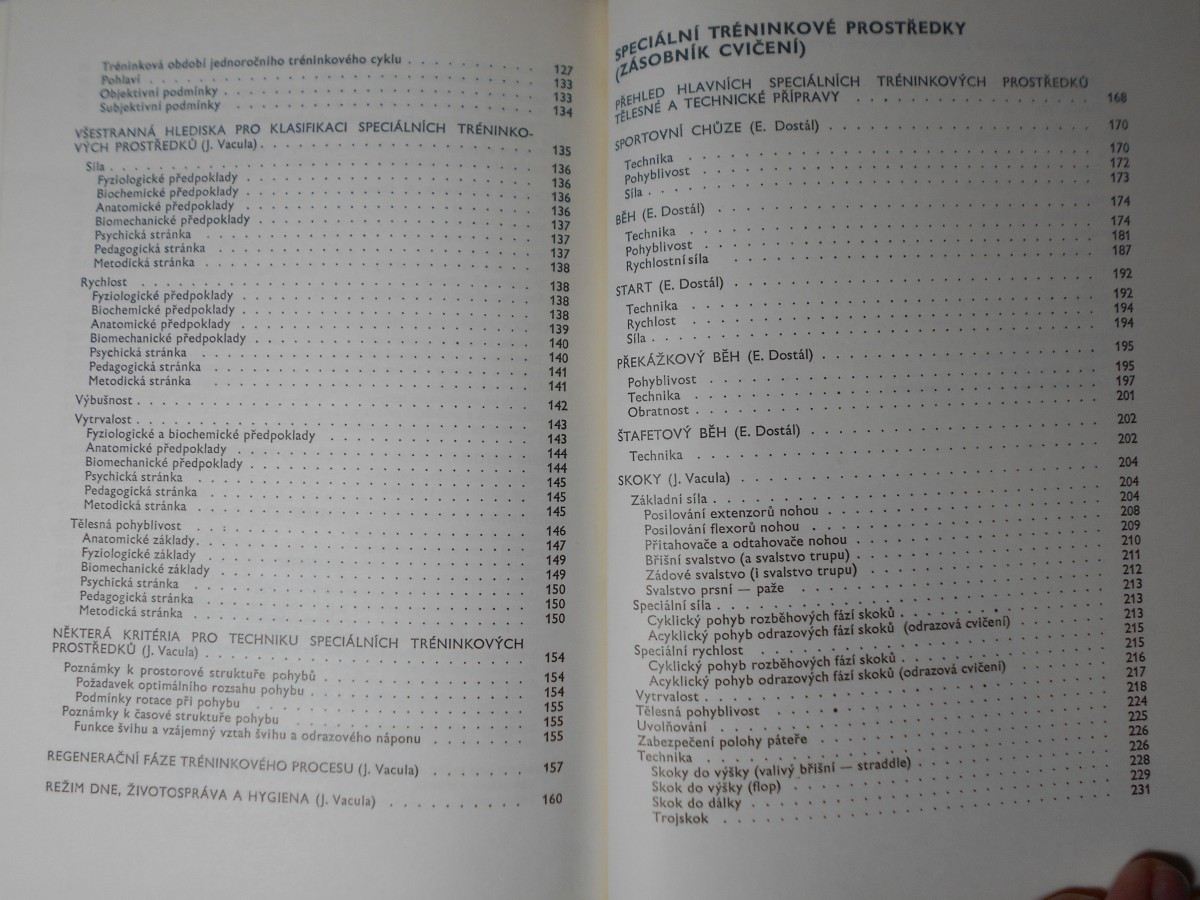 Tréninková období jednoročního tréninkového cyklu . . . . . . . . . 127
Pohlaví . . . . . . . . . 133
Objektivní podmínky . . . . . . . . . 133
Subjektivní podmínky . . . . . . . . . 134
VŠESTRANNÁ HLEDISKA PRO KLASIFIKACI SPECIÁLNÍCH TRÉNINKO-
VÝCH PROSTŘEDKŮ (J. Vacula) . . . . . . . . . 135
Síla . . . . . . . . . 136
Fyziologické předpoklady . . . . . . . . . 136
Biochemické předpoklady . . . . . . . . . 136
Anatomické předpoklady . . . . . . . . . 136
Biomechanické předpoklady . . . . . . . . . 137
Psychická stránka . . . . . . . . . 137
Pedagogická stránka . . . . . . . . . 137
Metodická stránka . . . . . . . . . 138
Rychlost . . . . . . . . . 138
Fyziologické předpoklady . . . . . . . . . 138
Biochemické předpoklady . . . . . . . . . 138
Anatomické předpoklady . . . . . . . . . 139
Biomechanické předpoklady . . . . . . . . . 140
Psychická stránka . . . . . . . . . 140
Pedagogická stránka . . . . . . . . . 141
Metodická stránka . . . . . . . . . 141
Výbušnost . . . . . . . . . 142
Vytrvalost . . . . . . . . . 143
Fyziologické a biochemické předpoklady . . . . . . . . . 143
Anatomické předpoklady . . . . . . . . . 144
Biomechanické předpoklady . . . . . . . . . 144
Psychická stránka . . . . . . . . . 145
Pedagogická stránka . . . . . . . . . 145
Metodická stránka . . . . . . . . . 145
Tělesná pohyblivost . . . . . . . . . 146
Anatomické základy . . . . . . . . . 147
Fyziologické základy . . . . . . . . . 149
Biomechanické základy . . . . . . . . . 149
Psychická stránka . . . . . . . . . 150
Pedagogická stránka . . . . . . . . . 150
Metodická stránka . . . . . . . . . 150
NĚKTERÁ KRITÉRIA PRO TECHNIKU SPECIÁLNÍCH TRÉNINKOVÝCH
PROSTŘEDKŮ (J. Vacula) . . . . . . . . . 154
Poznámky k prostorové struktuře pohybů . . . . . . . . . 154
Požadavek optimálního rozsahu pohybu . . . . . . . . . 154
Podmínky rotace při pohybu . . . . . . . . . 155
Poznámky k časové struktuře pohybu . . . . . . . . . 155
Funkce švihu a vzájemný vztah švihu a odrazového náponu . . . . . . . . . 155
REGENERAČNÍ FÁZE TRÉNINKOVÉHO PROCESU (J. Vacula) . . . . . . . . . 157
REŽIM DNE, ŽIVOTOSPRÁVA A HYGIENA (J. Vacula) . . . . . . . . . 160
SPECIÁLNÍ TRÉNINKOVÉ PROSTŘEDKY
(ZÁSOBNÍK CVIČENÍ)
PŘEHLED HLAVNÍCH SPECIÁLNÍCH TRÉNINKOVÝCH PROSTŘEDKŮ
TĚLESNÉ A TECHNICKÉ PŘÍPRAVY . . . . . . . . . 168
SPORTOVNÍ CHŮZE (E. Dostál) . . . . . . . . . 170
Technika . . . . . . . . . 170
Pohyblivost . . . . . . . . . 172
Síla . . . . . . . . . 173
BĚH (E. Dostál) . . . . . . . . . 174
Technika . . . . . . . . . 174
Pohyblivost . . . . . . . . . 181
Rychlostní síla . . . . . . . . . 187
START (E. Dostál) . . . . . . . . . 192
Technika . . . . . . . . . 192
Rychlost . . . . . . . . . 194
Síla . . . . . . . . . 194
PŘEKÁŽKOVÝ BĚH (E. Dostál) . . . . . . . . . 195
Pohyblivost . . . . . . . . . 195
Technika . . . . . . . . . 197
Obratnost . . . . . . . . . 201
ŠTAFETOVÝ BĚH (E. Dostál) . . . . . . . . . 202
Technika . . . . . . . . . 202
SKOKY (J. Vacula) . . . . . . . . . 204
Základní síla . . . . . . . . . 204
Posilování extenzorů nohou . . . . . . . . . 204
Posilování flexorů nohou . . . . . . . . . 208
Přitahovače a odtahovače nohou . . . . . . . . . 209
Břišní svalstvo (a svalstvo trupu) . . . . . . . . . 210
Zádové svalstvo (i svalstvo trupu) . . . . . . . . . 211
Svalstvo prsní — paže . . . . . . . . . 212
Speciální síla . . . . . . . . . 213
Cyklický pohyb rozběhových fází skoků . . . . . . . . . 213
Acyklický pohyb odrazových fází skoků (odrazová cvičení) . . . . . . . . . 213
Speciální rychlost . . . . . . . . . 215
Cyklický pohyb rozběhových fází skoků . . . . . . . . . 215
Acyklický pohyb odrazových fází skoků (odrazová cvičení) . . . . . . . . . 216
Vytrvalost . . . . . . . . . 217
Tělesná pohyblivost . . . . . . . . . 218
Uvolňování . . . . . . . . . 224
Zabezpečení polohy páteře . . . . . . . . . 225
Technika . . . . . . . . . 226
Skoky do výšky (valivý břišní — straddle) . . . . . . . . . 226
Skok do výšky (flop) . . . . . . . . . 228
Skok do dálky . . . . . . . . . 229
Trojskok . . . . . . . . . 231